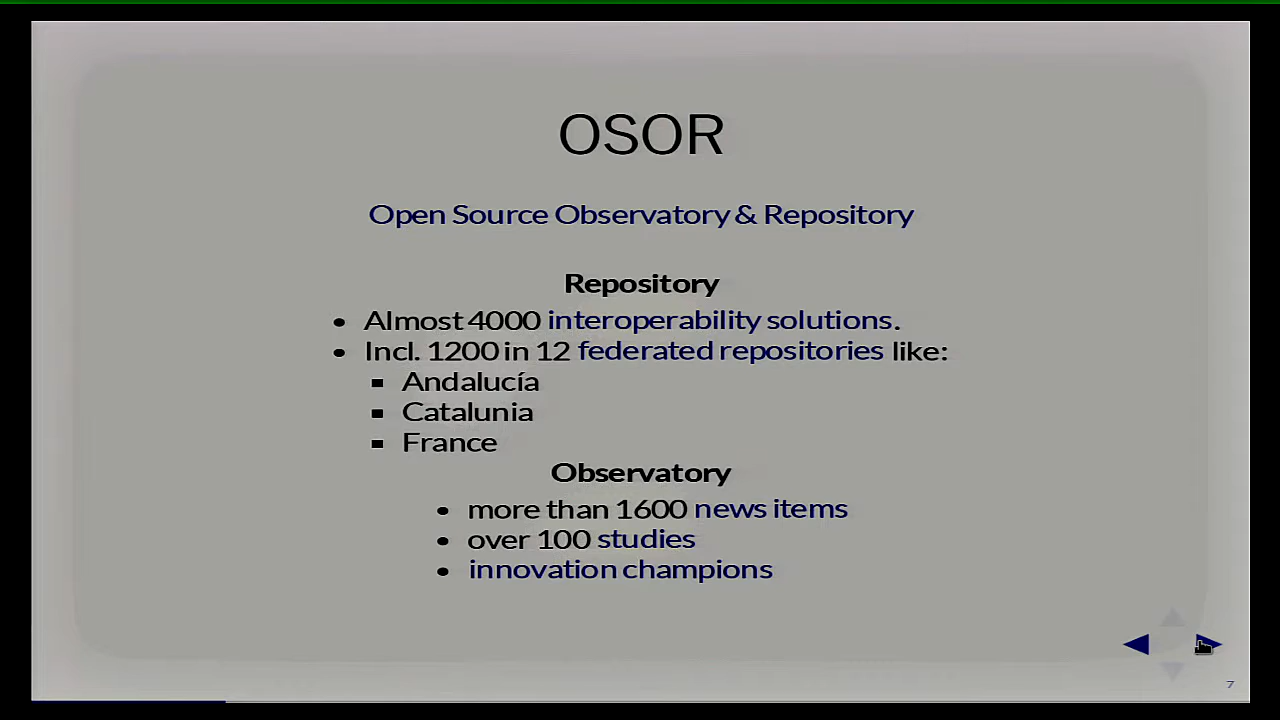 OSOR
Open Source Observatory & Repository
Repository
• Almost 4000 interoperability solutions.
• Incl. 1200 in 12 federated repositories like:
▪ Andalucía
▪ Catalunia
▪ France
Observatory
• more than 1600 news items
• over 100 studies
• innovation champions
7